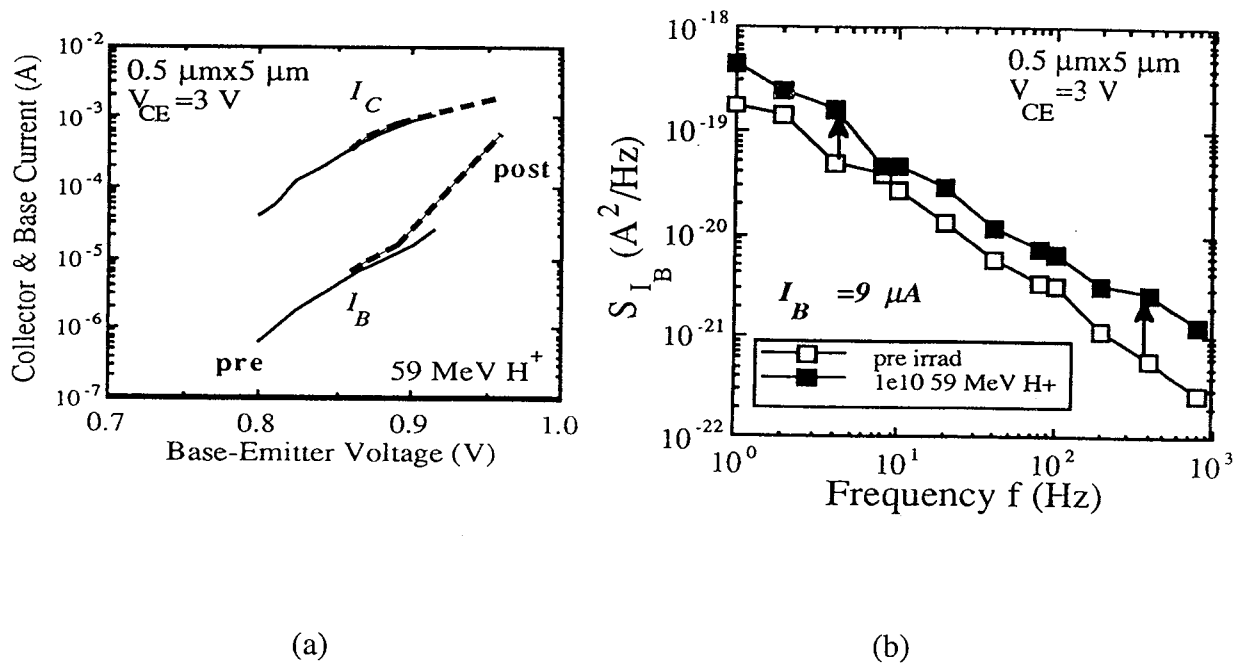 10^-2
10^-3
10^-4
10^-5
10^-6
10^-7
Collector & Base Current (A)
0.5 μmx5 μm
V_CE =3 V
I_C
post
I_B
pre
59 MeV H^+
0.7
0.8
0.9
1.0
Base-Emitter Voltage (V)
(a)
10^-18
10^-19
10^-20
10^-21
10^-22
S_I_B (A^2/Hz)
0.5 μmx5 μm
V_CE =3 V
I_B =9 μA
pre irrad
1e10 59 MeV H+
10^0
10^1
10^2
10^3
Frequency f (Hz)
(b)